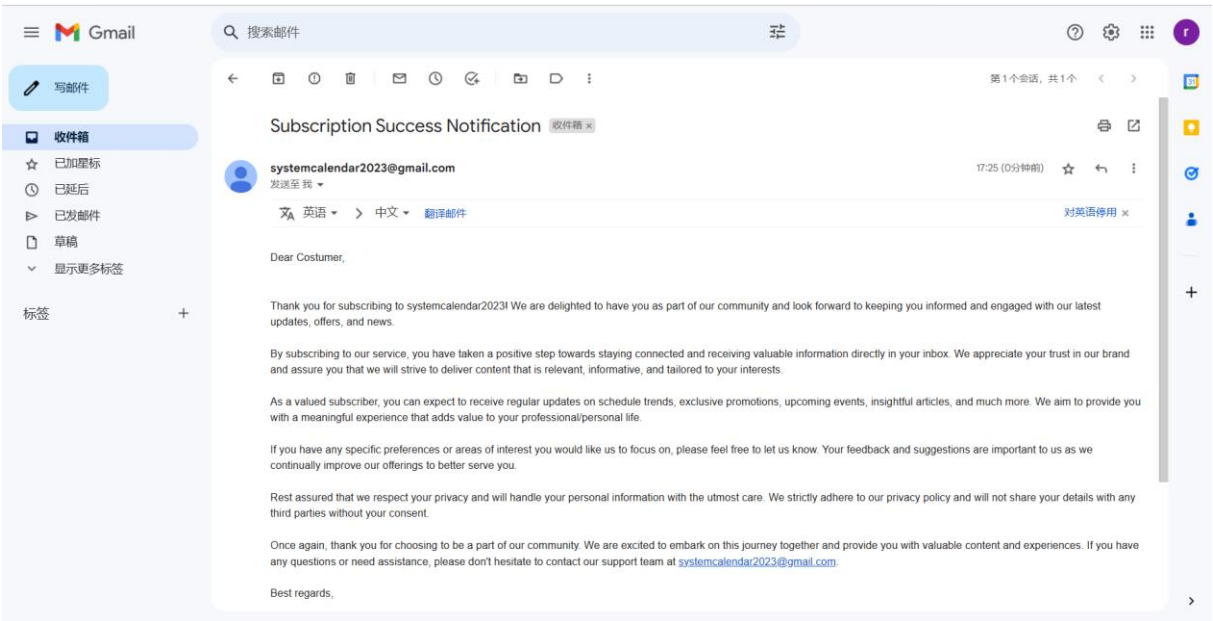 Gmail
搜索邮件
r
写邮件
第1个会话，共1个
31
收件箱
已加星标
已延后
已发邮件
草稿
显示更多标签
标签
Subscription Success Notification 收件箱 ×
systemcalendar2023@gmail.com
17:25 (0分钟前)
发送至 我
英语 > 中文 翻译邮件
对英语停用 ×
Dear Costumer,
Thank you for subscribing to systemcalendar2023! We are delighted to have you as part of our community and look forward to keeping you informed and engaged with our latest
updates, offers, and news.
By subscribing to our service, you have taken a positive step towards staying connected and receiving valuable information directly in your inbox. We appreciate your trust in our brand
and assure you that we will strive to deliver content that is relevant, informative, and tailored to your interests.
As a valued subscriber, you can expect to receive regular updates on schedule trends, exclusive promotions, upcoming events, insightful articles, and much more. We aim to provide you
with a meaningful experience that adds value to your professional/personal life.
If you have any specific preferences or areas of interest you would like us to focus on, please feel free to let us know. Your feedback and suggestions are important to us as we
continually improve our offerings to better serve you.
Rest assured that we respect your privacy and will handle your personal information with the utmost care. We strictly adhere to our privacy policy and will not share your details with any
third parties without your consent.
Once again, thank you for choosing to be a part of our community. We are excited to embark on this journey together and provide you with valuable content and experiences. If you have
any questions or need assistance, please don't hesitate to contact our support team at systemcalendar2023@gmail.com.
Best regards,